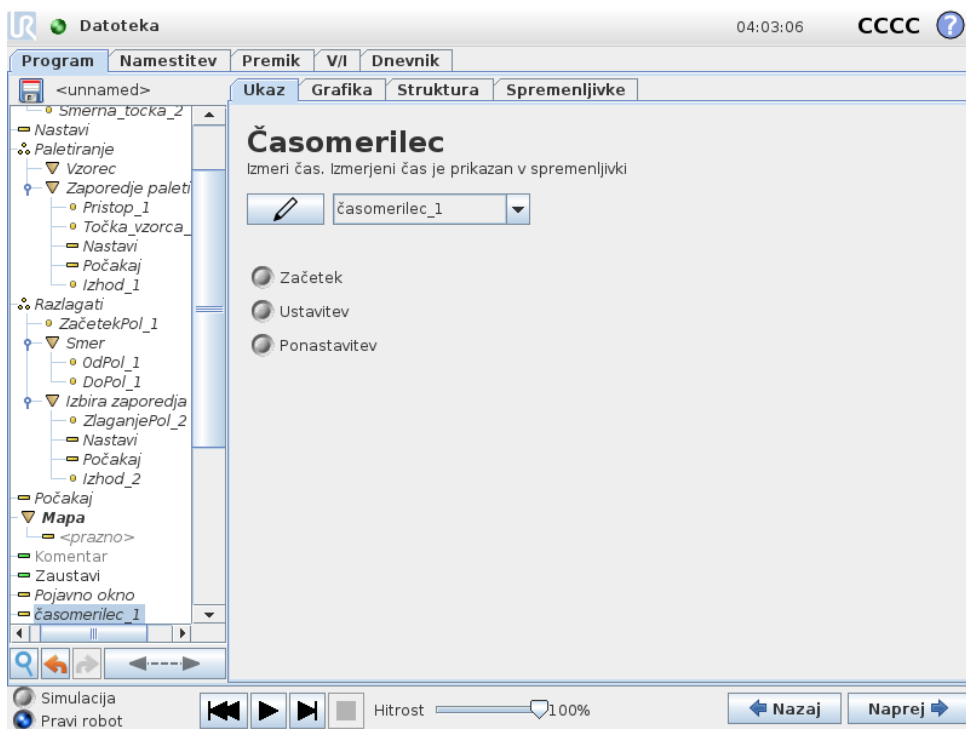 UR Datoteka 04:03:06 CCCC ?
Program Namestitev Premik V/I Dnevnik
<unnamed>
Ukaz Grafika Struktura Spremenljivke
Smerna_točka_2
Nastavi
Paletiranje
Vzorec
Zaporedje paleti
Pristop_1
Točka_vzorca_
Nastavi
Počakaj
Izhod_1
Razlagati
ZačetekPol_1
Smer
OdPol_1
DoPol_1
Izbira zaporedja
ZlaganjePol_2
Nastavi
Počakaj
Izhod_2
Počakaj
Mapa
<prazno>
Komentar
Zaustavi
Pojavno okno
časomerilec_1
Časomerilec
Izmeri čas. Izmerjeni čas je prikazan v spremenljivki
časomerilec_1
Začetek
Ustavitev
Ponastavitev
Simulacija
Pravi robot
Hitrost 100%
Nazaj Naprej